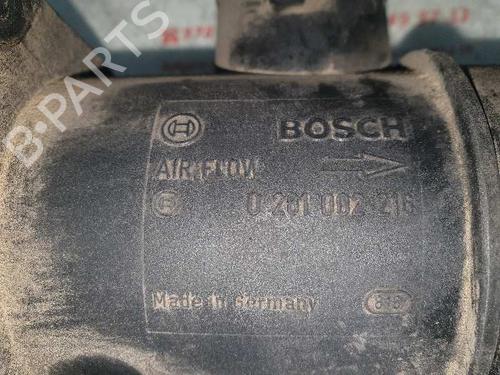 BOSCH
AIR FLOW
0 281 002 216
Made in Germany
B-PARTS